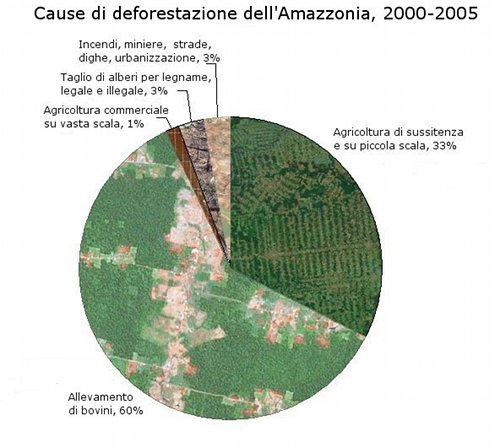 Cause di deforestazione dell'Amazzonia, 2000-2005
Incendi, miniere, strade,
dighe, urbanizzazione, 3%
Taglio di alberi per legname,
legale e illegale, 3%
Agricoltura commerciale
su vasta scala, 1%
Agricoltura di sussitenza
e su piccola scala, 33%
Allevamento
di bovini, 60%